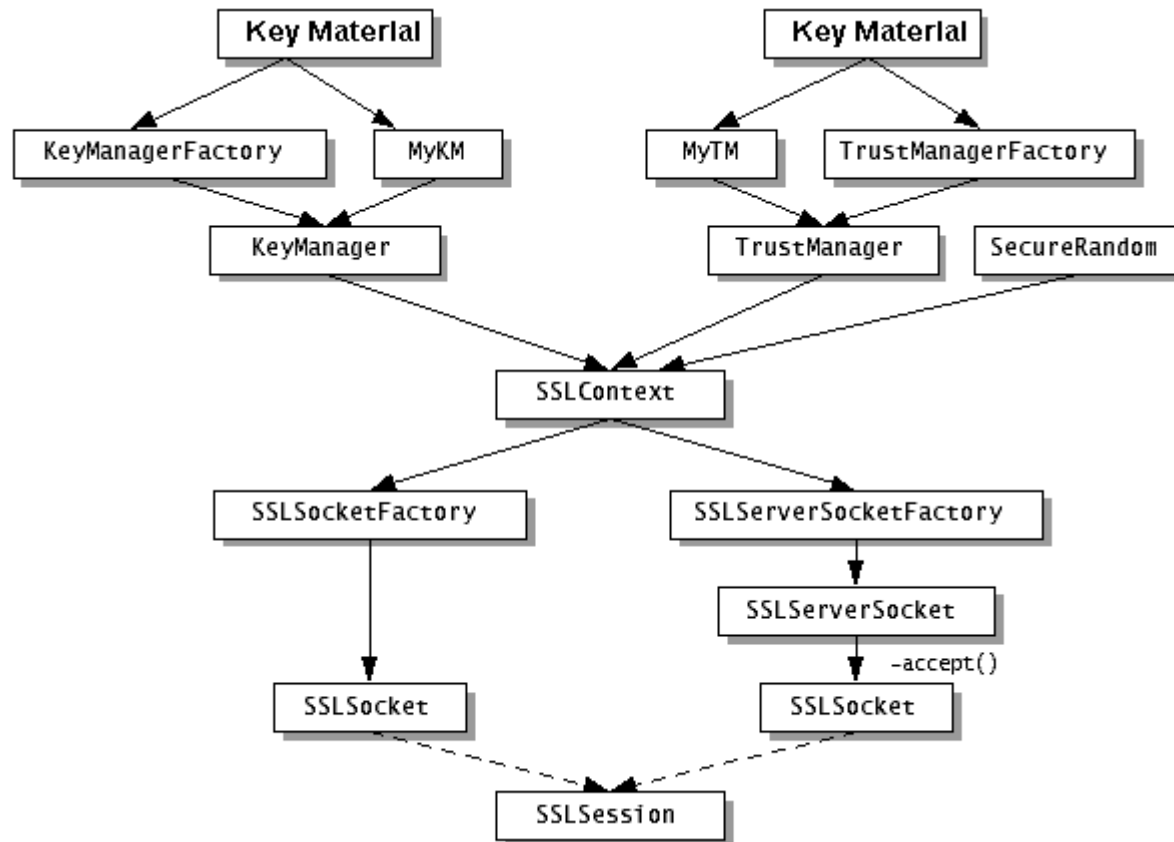 Key Material
Key Material
KeyManagerFactory
MyKM
MyTM
TrustManagerFactory
KeyManager
TrustManager
SecureRandom
SSLContext
SSLSocketFactory
SSLServerSocketFactory
SSLServerSocket
-accept()
SSLSocket
SSLSocket
SSLSession